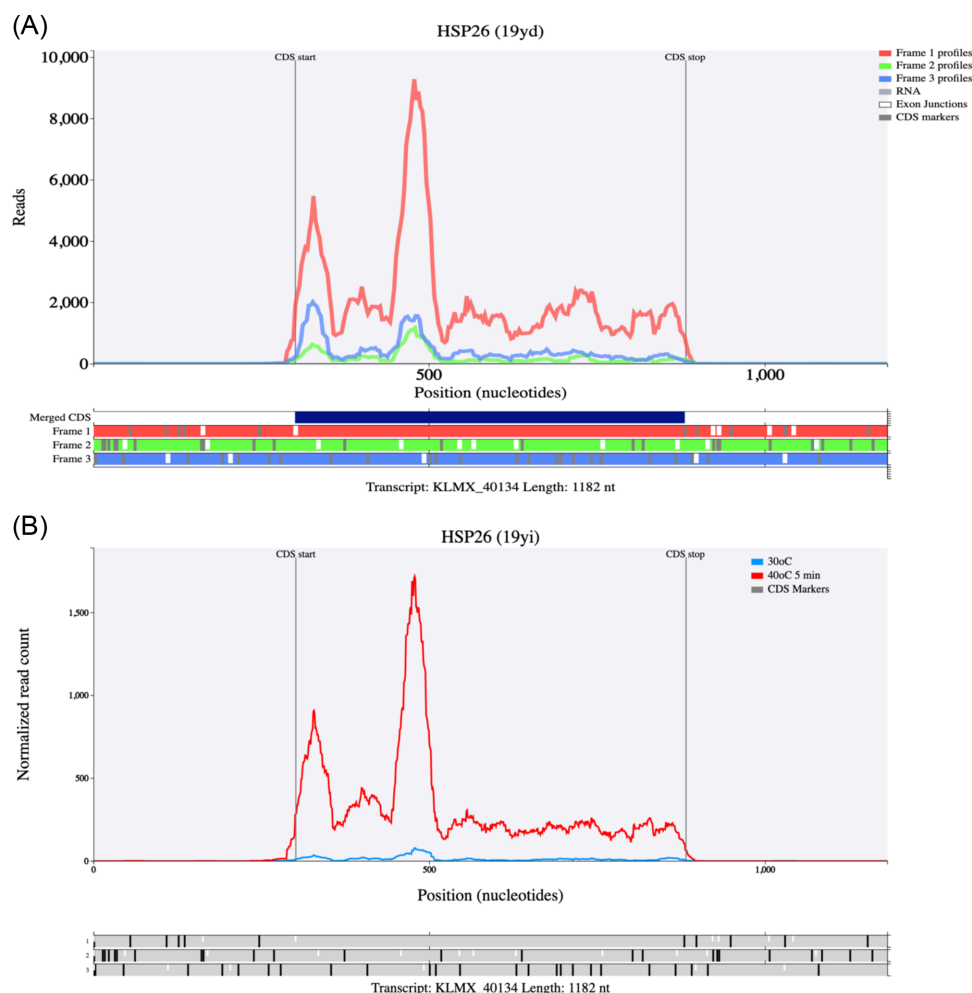 (A)
HSP26 (19yd)
CDS start
CDS stop
Frame 1 profiles
Frame 2 profiles
Frame 3 profiles
RNA
Exon Junctions
CDS markers
10,000
8,000
6,000
4,000
2,000
0
Reads
500
1,000
Position (nucleotides)
Merged CDS
Frame 1
Frame 2
Frame 3
Transcript: KLMX_40134 Length: 1182 nt
(B)
HSP26 (19yi)
CDS start
CDS stop
30oC
40oC 5 min
CDS Markers
1,500
1,000
500
0
Normalized read count
0
500
1,000
Position (nucleotides)
1
2
3
Transcript: KLMX_40134 Length: 1182 nt